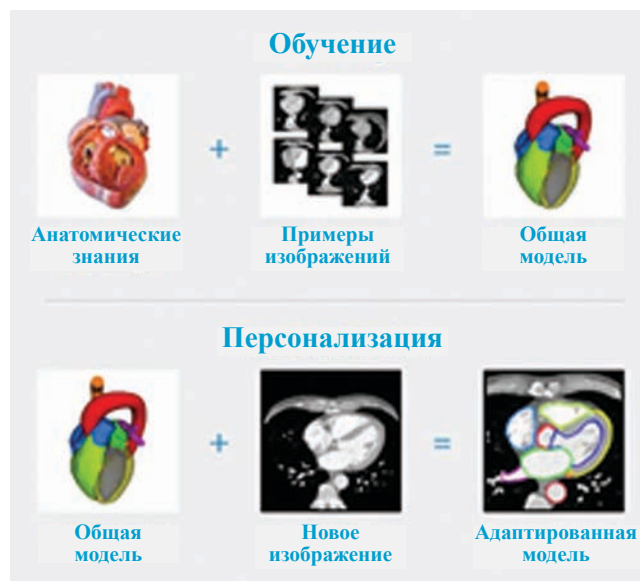 Обучение
+
=
Анатомические
знания
Примеры
изображений
Общая
модель
Персонализация
+
=
Общая
модель
Новое
изображение
Адаптированная
модель